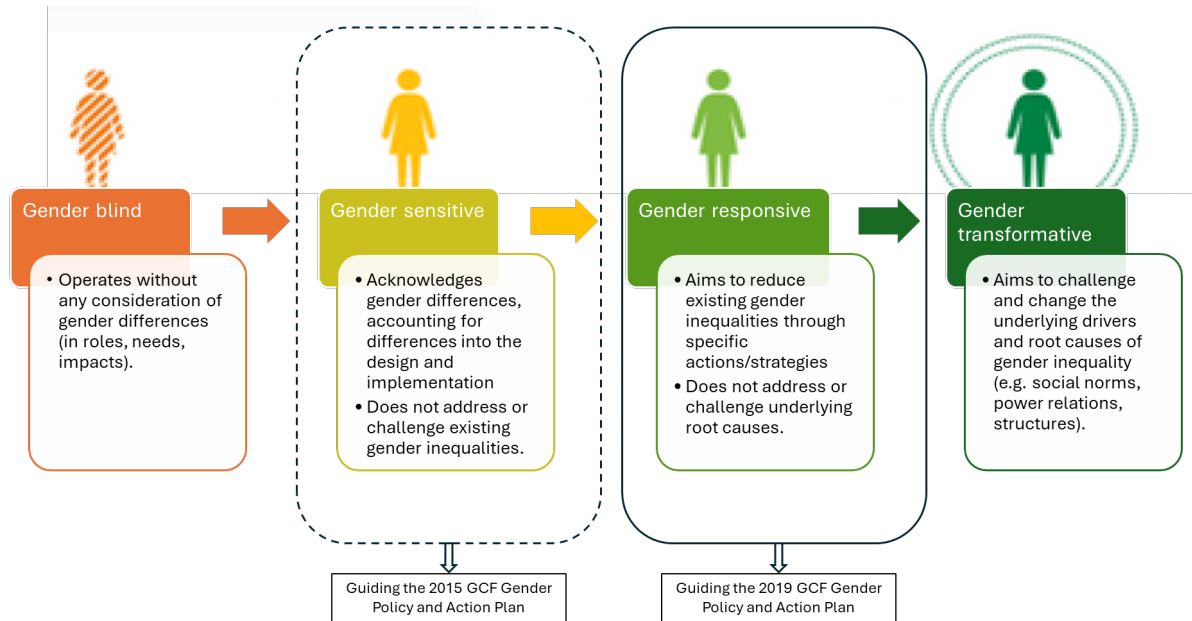 Gender blind
• Operates without
any consideration of
gender differences
(in roles, needs,
impacts).
Gender sensitive
• Acknowledges
gender differences,
accounting for
differences into the
design and
implementation
• Does not address or
challenge existing
gender inequalities.
Gender responsive
• Aims to reduce
existing gender
inequalities through
specific
actions/strategies
• Does not address or
challenge underlying
root causes.
Gender
transformative
• Aims to challenge
and change the
underlying drivers
and root causes of
gender inequality
(e.g. social norms,
power relations,
structures).
Guiding the 2015 GCF Gender
Policy and Action Plan
Guiding the 2019 GCF Gender
Policy and Action Plan